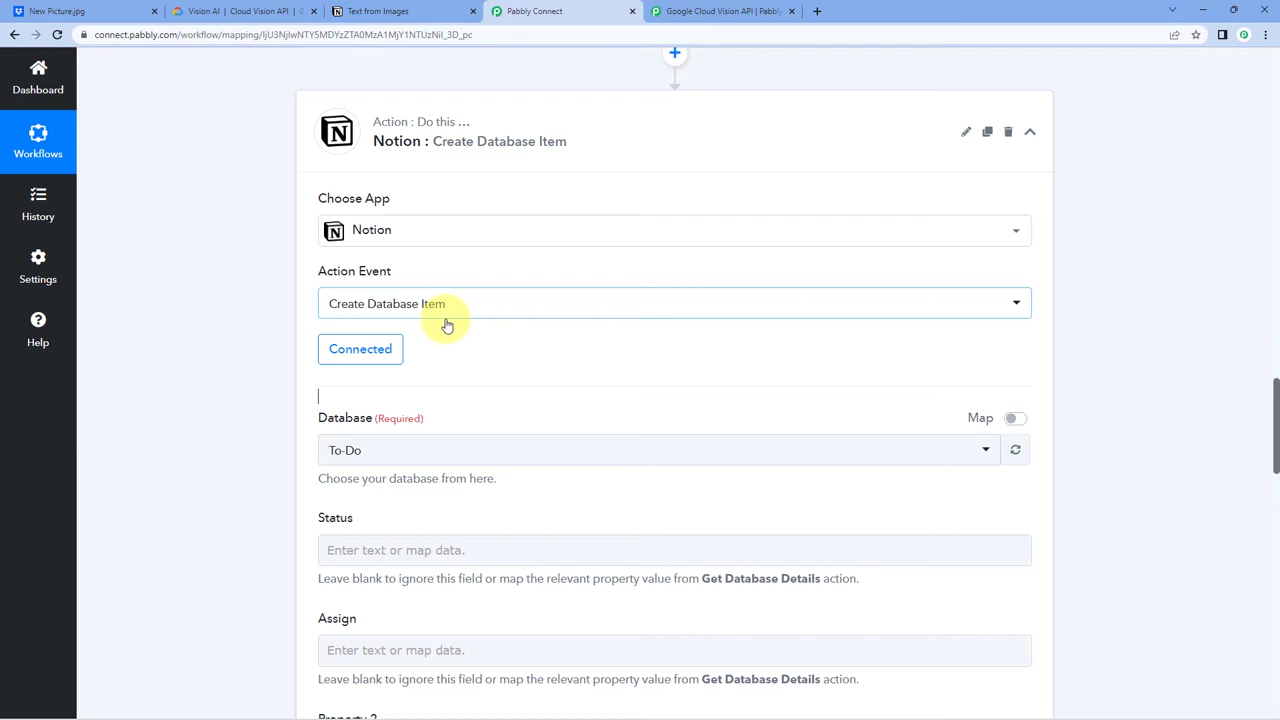 New Picture.jpg
Vision AI | Cloud Vision API | G
Text from Images
Pabbly Connect
Google Cloud Vision API | Pabbly
connect.pabbly.com/workflow/mapping/
Dashboard
Workflows
History
Settings
Help
Action : Do this ...
Notion : Create Database Item
Choose App
Notion
Action Event
Create Database Item
Connected
Database (Required)
Map
To-Do
Choose your database from here.
Status
Enter text or map data.
Leave blank to ignore this field or map the relevant property value from Get Database Details action.
Assign
Enter text or map data.
Leave blank to ignore this field or map the relevant property value from Get Database Details action.
Property 2